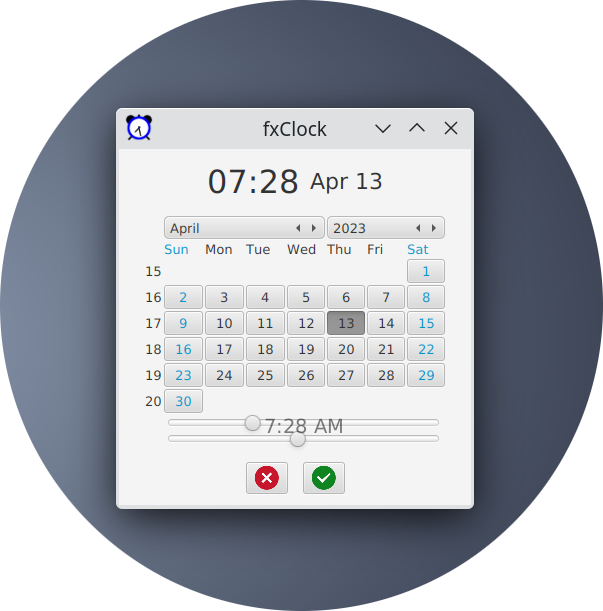 fxClock
07:28 Apr 13
April 2023
Sun Mon Tue Wed Thu Fri Sat
15 1
16 2 3 4 5 6 7 8
17 9 10 11 12 13 14 15
18 16 17 18 19 20 21 22
19 23 24 25 26 27 28 29
20 30
7:28 AM